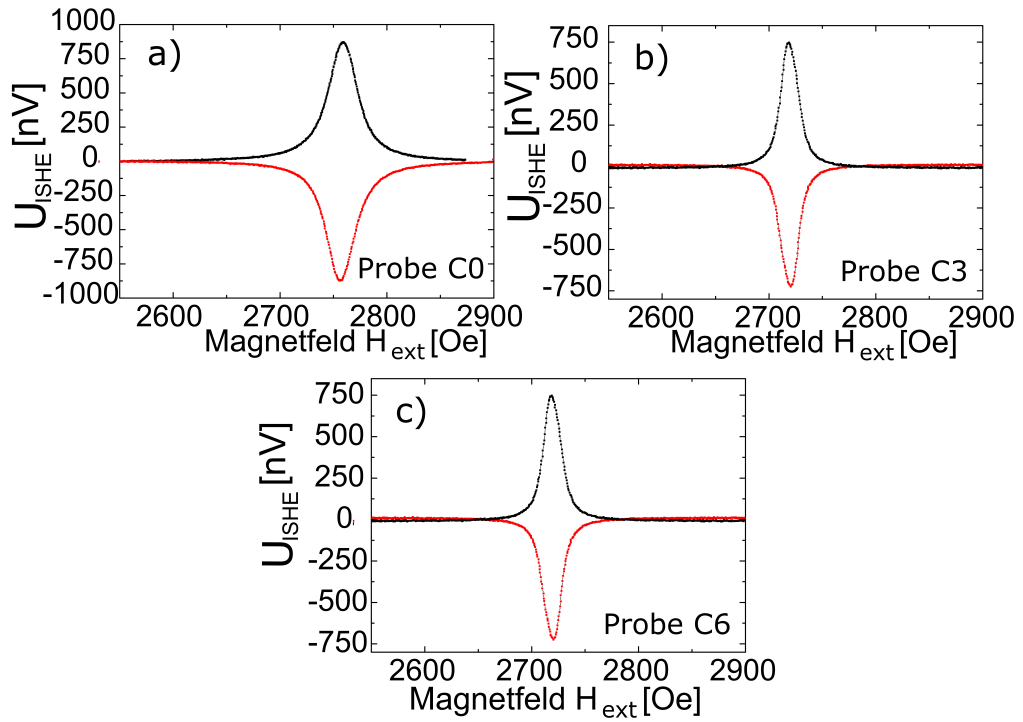 a)
U_ISHE [nV]
1000
750
500
250
0
-250
-500
-750
-1000
Probe C0
2600 2700 2800 2900
Magnetfeld H_ext [Oe]
b)
U_ISHE [nV]
750
500
250
0
-250
-500
-750
Probe C3
2600 2700 2800 2900
Magnetfeld H_ext [Oe]
c)
U_ISHE [nV]
750
500
250
0
-250
-500
-750
Probe C6
2600 2700 2800 2900
Magnetfeld H_ext [Oe]